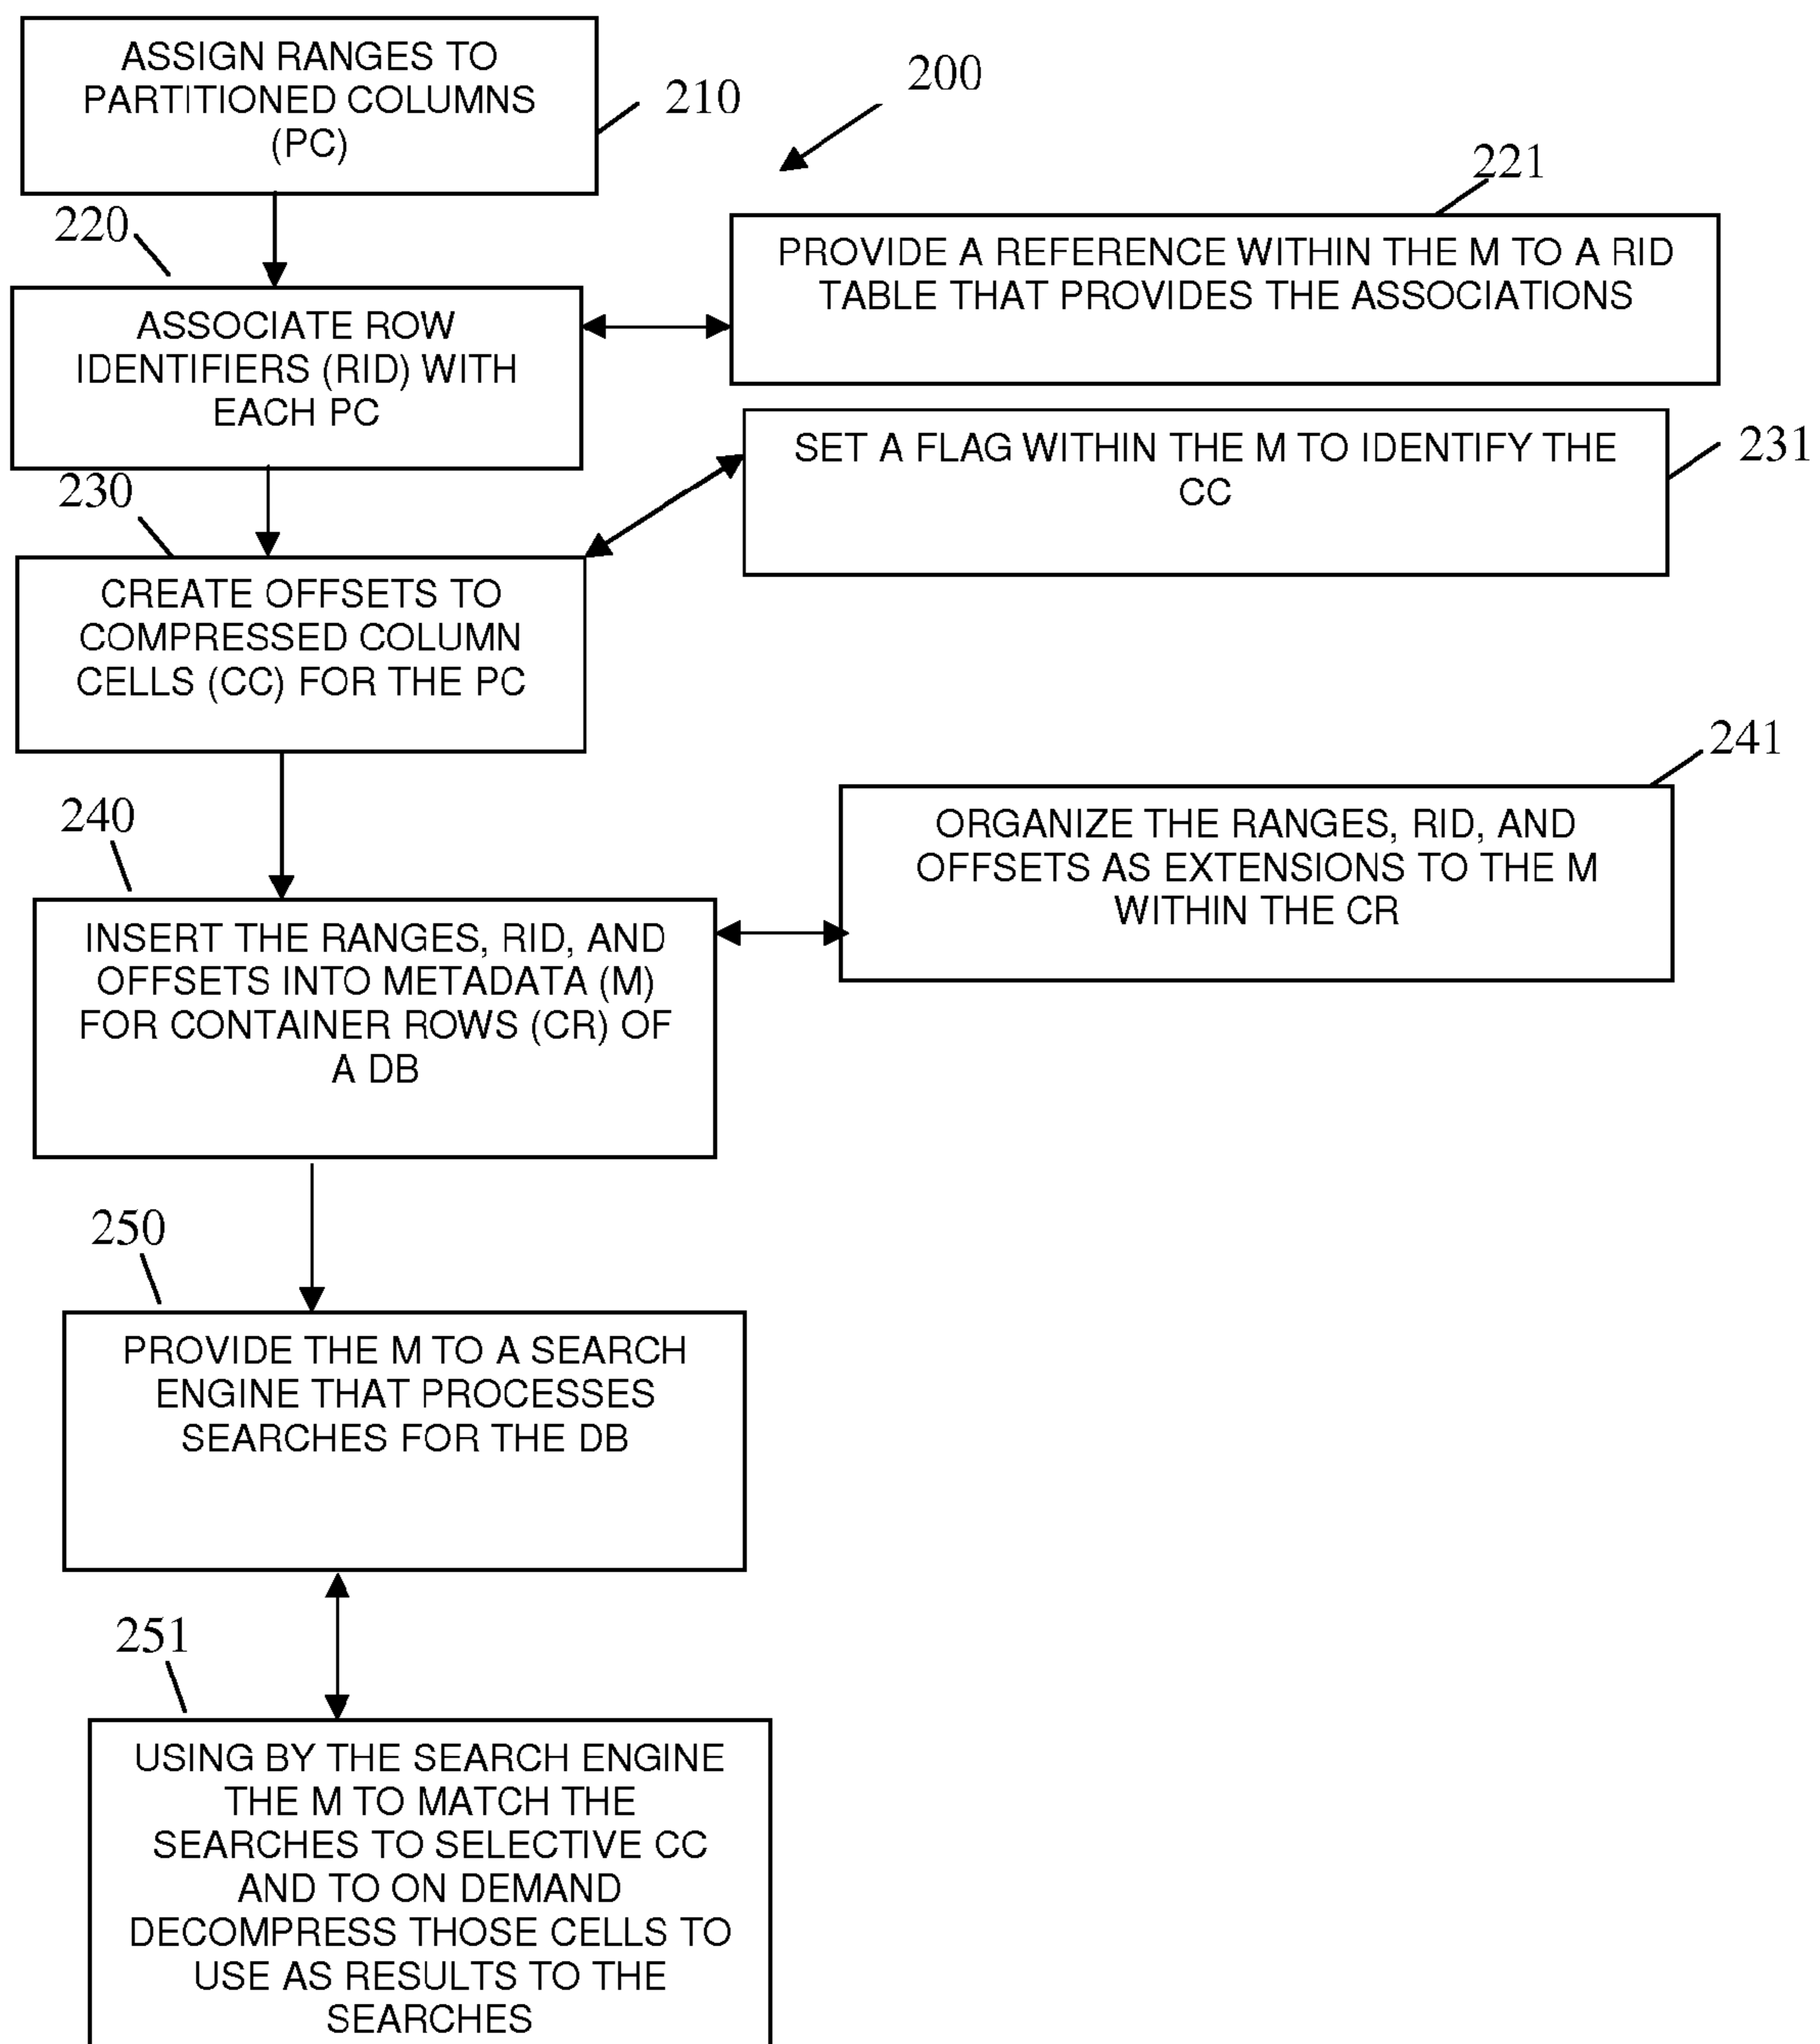 ASSIGN RANGES TO
PARTITIONED COLUMNS
(PC)
210
200
220
ASSOCIATE ROW
IDENTIFIERS (RID) WITH
EACH PC
221
PROVIDE A REFERENCE WITHIN THE M TO A RID
TABLE THAT PROVIDES THE ASSOCIATIONS
230
CREATE OFFSETS TO
COMPRESSED COLUMN
CELLS (CC) FOR THE PC
SET A FLAG WITHIN THE M TO IDENTIFY THE
CC
231
240
INSERT THE RANGES, RID, AND
OFFSETS INTO METADATA (M)
FOR CONTAINER ROWS (CR) OF
A DB
241
ORGANIZE THE RANGES, RID, AND
OFFSETS AS EXTENSIONS TO THE M
WITHIN THE CR
250
PROVIDE THE M TO A SEARCH
ENGINE THAT PROCESSES
SEARCHES FOR THE DB
251
USING BY THE SEARCH ENGINE
THE M TO MATCH THE
SEARCHES TO SELECTIVE CC
AND TO ON DEMAND
DECOMPRESS THOSE CELLS TO
USE AS RESULTS TO THE
SEARCHES